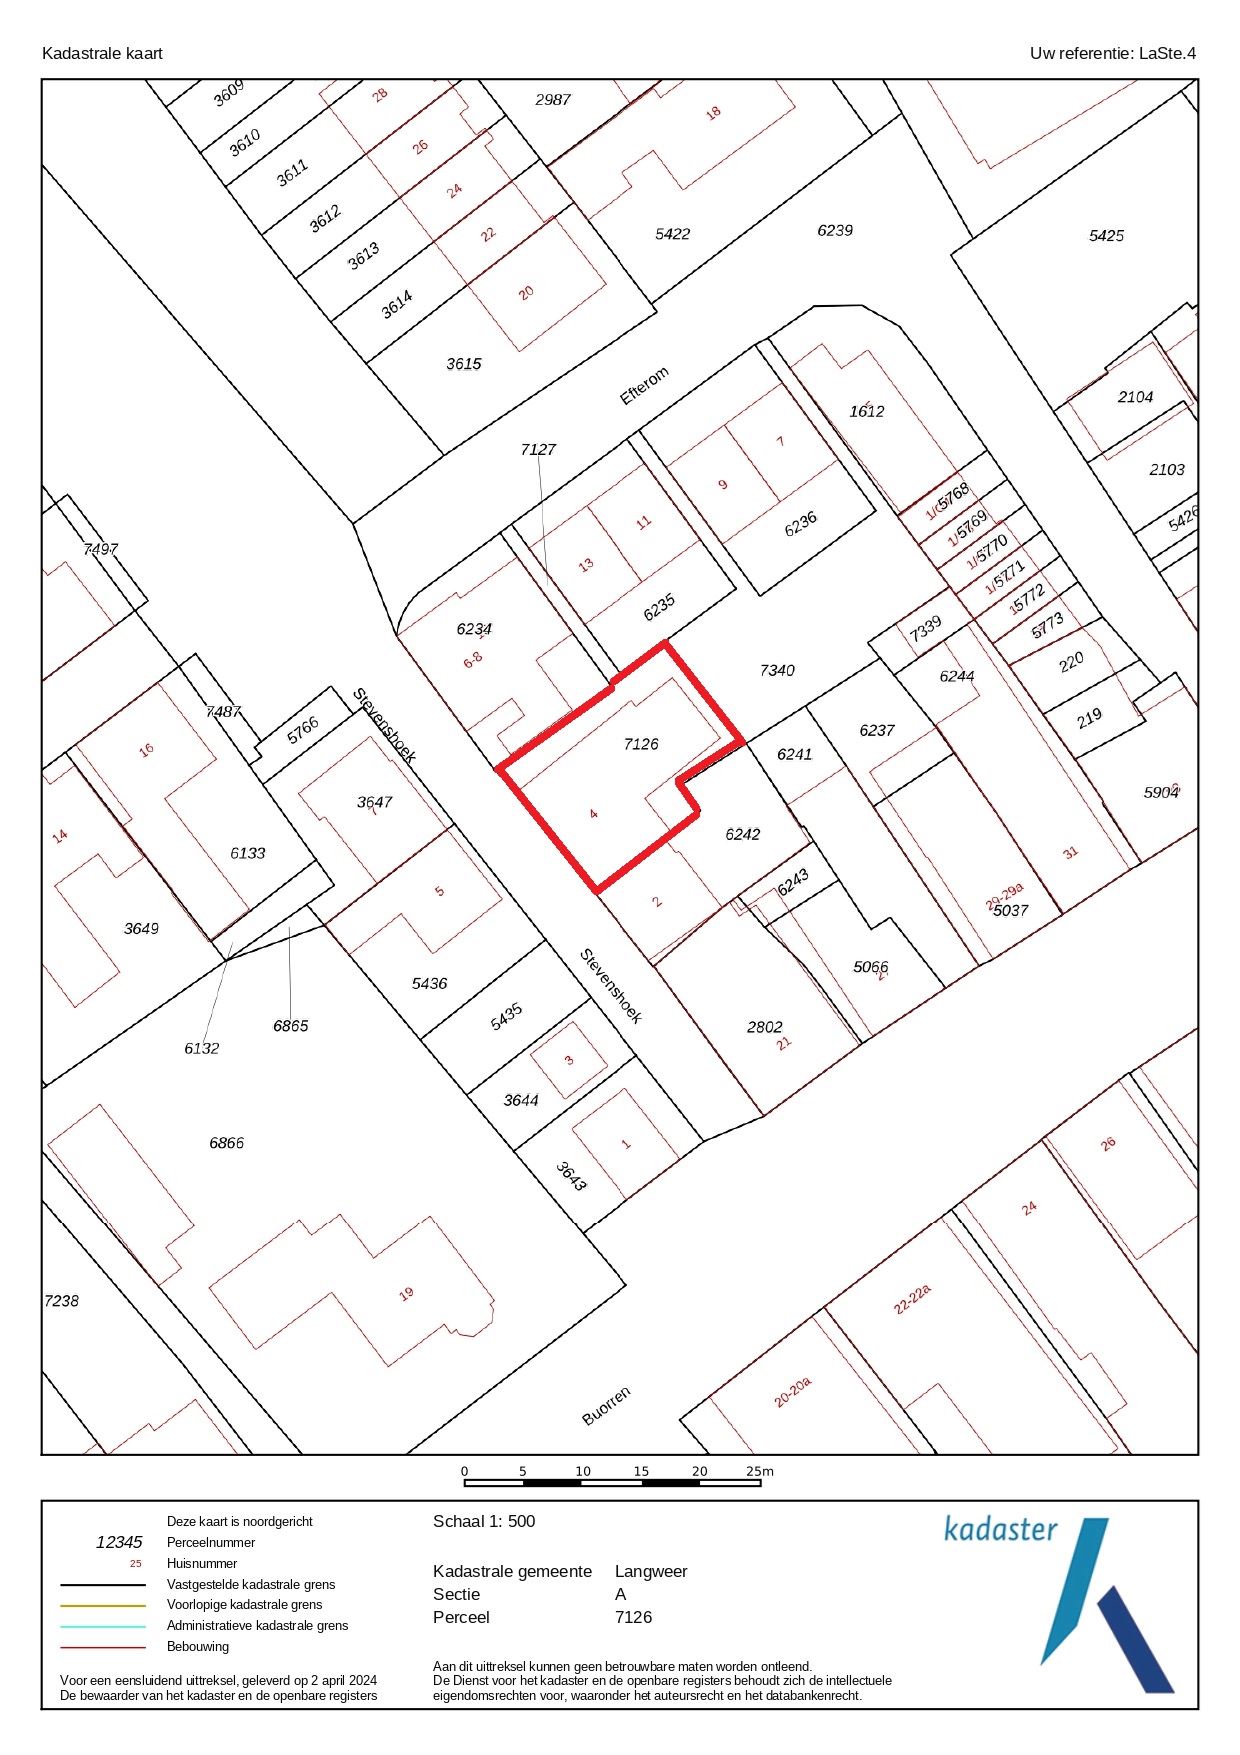 Kadastrale kaart
Uw referentie: LaSte.4
3609
28
2987
18
3610
26
3611
24
3612
22
5422
6239
5425
3613
20
3614
3615
Efterom
2104
1612
7
7127
2103
9
5768
11
5769
5426
6236
13
5770
7497
5771
5772
6235
5773
6234
7339
6-8
220
7340
6244
7487
Stevenshoek
219
5766
6237
16
7126
6241
5904
3647
7
4
14
6242
6133
31
6243
5
2
29-29a
5037
3649
5066
5436
Stevenshoek
5435
6865
2802
21
6132
3
3644
6866
1
26
3643
24
19
22-22a
7238
20-20a
Buorren
0 5 10 15 20 25m
Deze kaart is noordgericht
12345 Perceelnummer
25 Huisnummer
Vastgestelde kadastrale grens
Voorlopige kadastrale grens
Administratieve kadastrale grens
Bebouwing
Voor een eensluidend uittreksel, geleverd op 2 april 2024
De bewaarder van het kadaster en de openbare registers
Schaal 1: 500
Kadastrale gemeente Langweer
Sectie A
Perceel 7126
Aan dit uittreksel kunnen geen betrouwbare maten worden ontleend.
De Dienst voor het kadaster en de openbare registers behoudt zich de intellectuele
eigendomsrechten voor, waaronder het auteursrecht en het databankenrecht.
kadaster